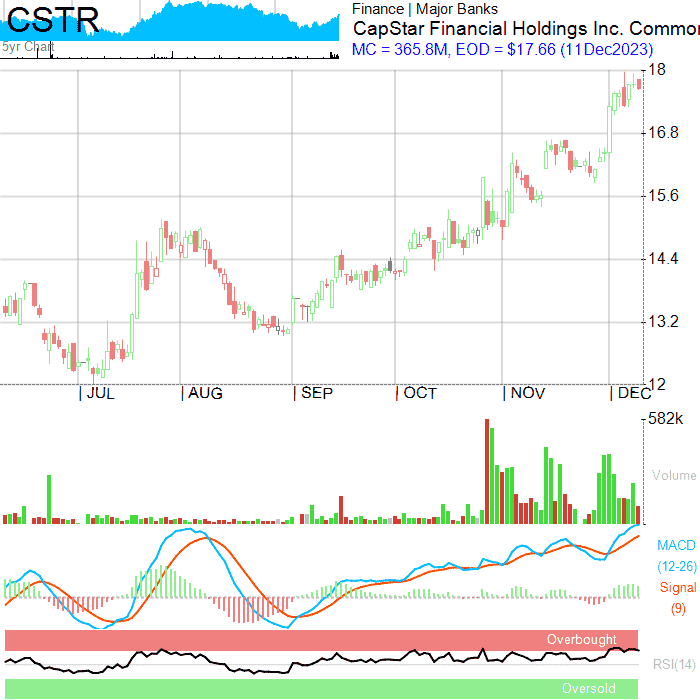 CSTR
5yr Chart
Finance | Major Banks
CapStar Financial Holdings Inc. Commo
MC = 365.8M, EOD = $17.66 (11Dec2023)
18
16.8
15.6
14.4
13.2
12
| JUL | AUG | SEP | OCT | NOV | DEC
582k
Volume
MACD
(12-26)
Signal
(9)
Overbought
RSI(14)
Oversold